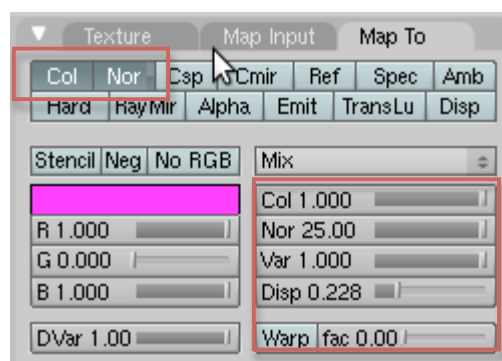 Texture Map Input Map To
Col Nor Csp Cmir Ref Spec Amb
Hard RayMir Alpha Emit TransLu Disp
Stencil Neg No RGB Mix
Col 1.000
R 1.000 Nor 25.00
G 0.000 Var 1.000
B 1.000 Disp 0.228
DVar 1.00 Warp fac 0.00